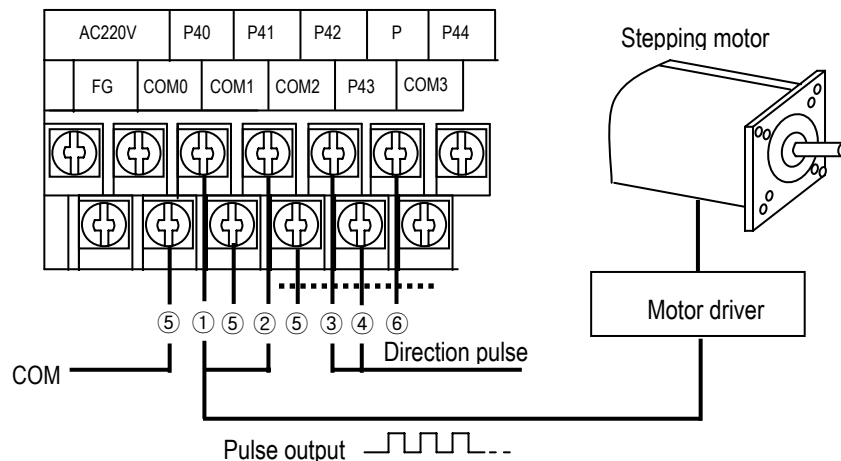 AC220V P40 P41 P42 P P44
FG COM0 COM1 COM2 P43 COM3
Stepping motor
⑤ ① ⑤ ② ⑤ ③ ④ ⑥
Motor driver
Direction pulse
COM
Pulse output